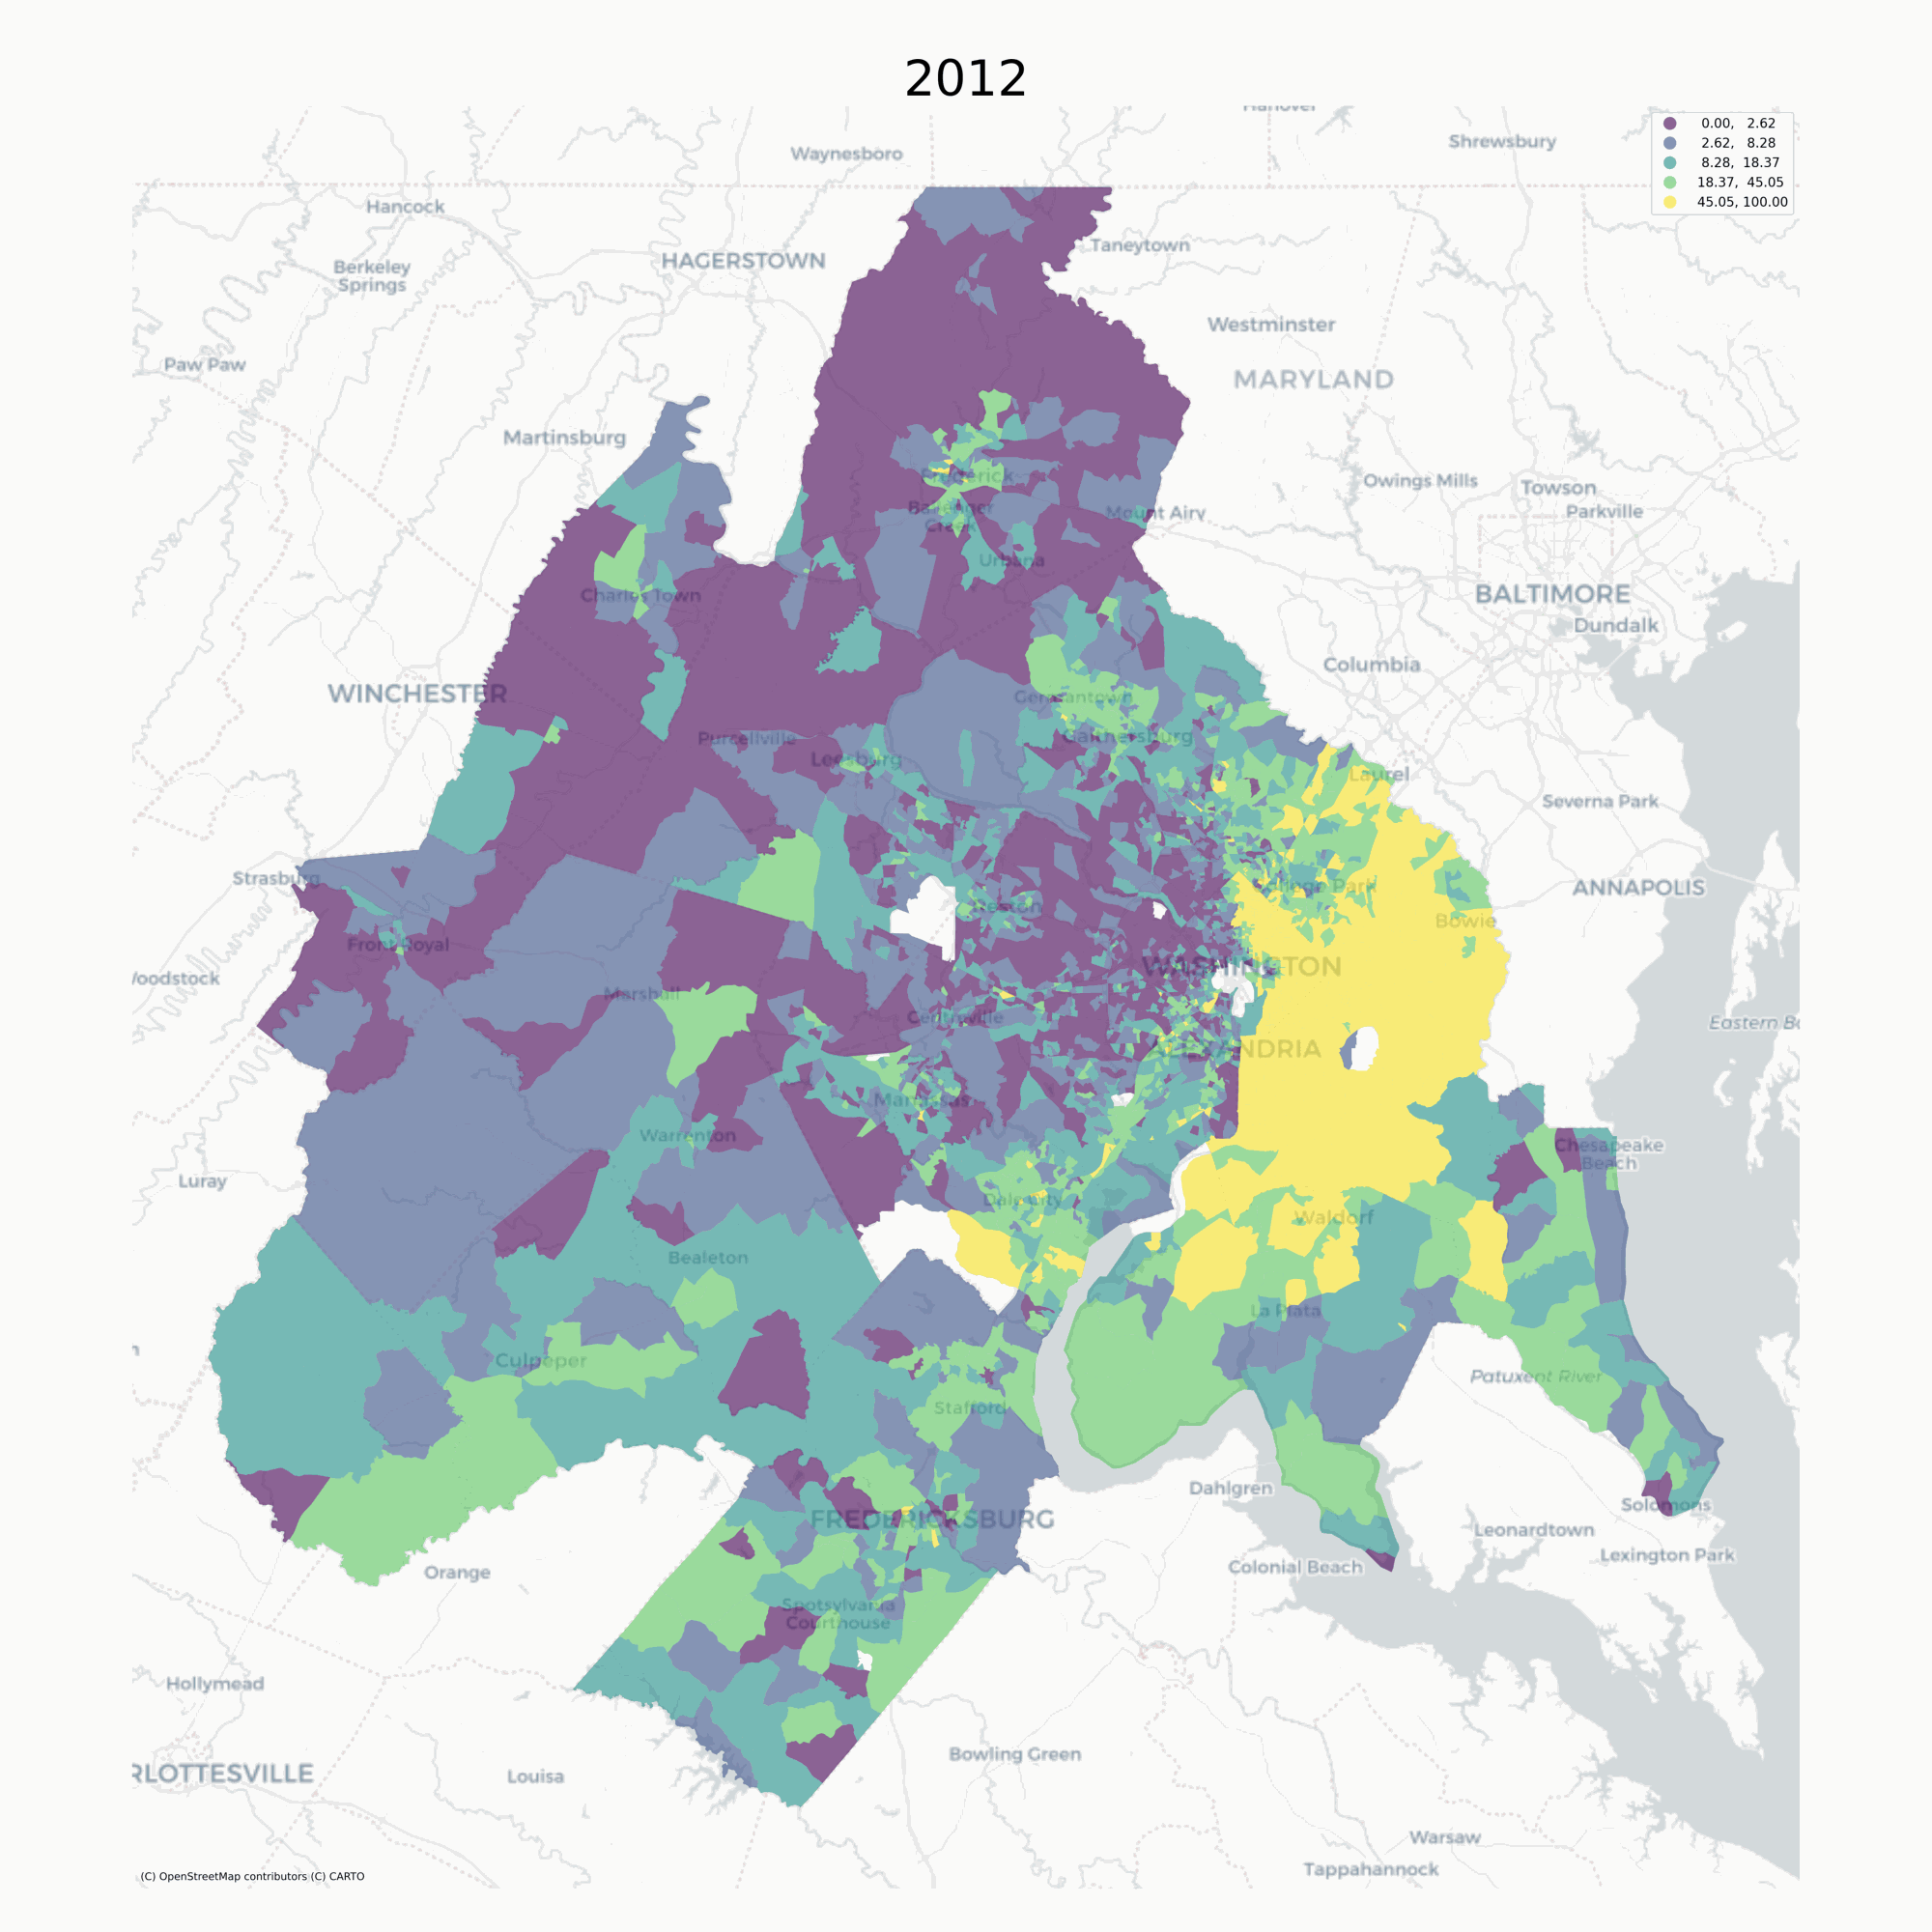 2012
Hanover
0.00, 2.62
2.62, 8.28
8.28, 18.37
18.37, 45.05
45.05, 100.00
Waynesboro
Shrewsbury
Hancock
Taneytown
HAGERSTOWN
Berkeley
Springs
Westminster
Paw Paw
MARYLAND
Martinsburg
Frederick
Owings Mills
Towson
Parkville
Ballenger
Creek
Mount Airy
Urbana
Charles Town
BALTIMORE
Dundalk
Columbia
WINCHESTER
Germantown
Purcellville
Gaithersburg
Leesburg
Laurel
Severna Park
Strasburg
College Park
ANNAPOLIS
Reston
Bowie
Front Royal
WASHINGTON
Woodstock
Marshall
Centreville
Eastern Ba
ALEXANDRIA
Manassas
Warrenton
Chesapeake
Beach
Luray
Dale City
Waldorf
Bealeton
La Plata
Culpeper
Patuxent River
Stafford
Dahlgren
Solomons
FREDERICKSBURG
Leonardtown
Lexington Park
Orange
Colonial Beach
Spotsylvania
Courthouse
Hollymead
Bowling Green
RLOTTESVILLE
Louisa
Warsaw
Tappahannock
(C) OpenStreetMap contributors (C) CARTO